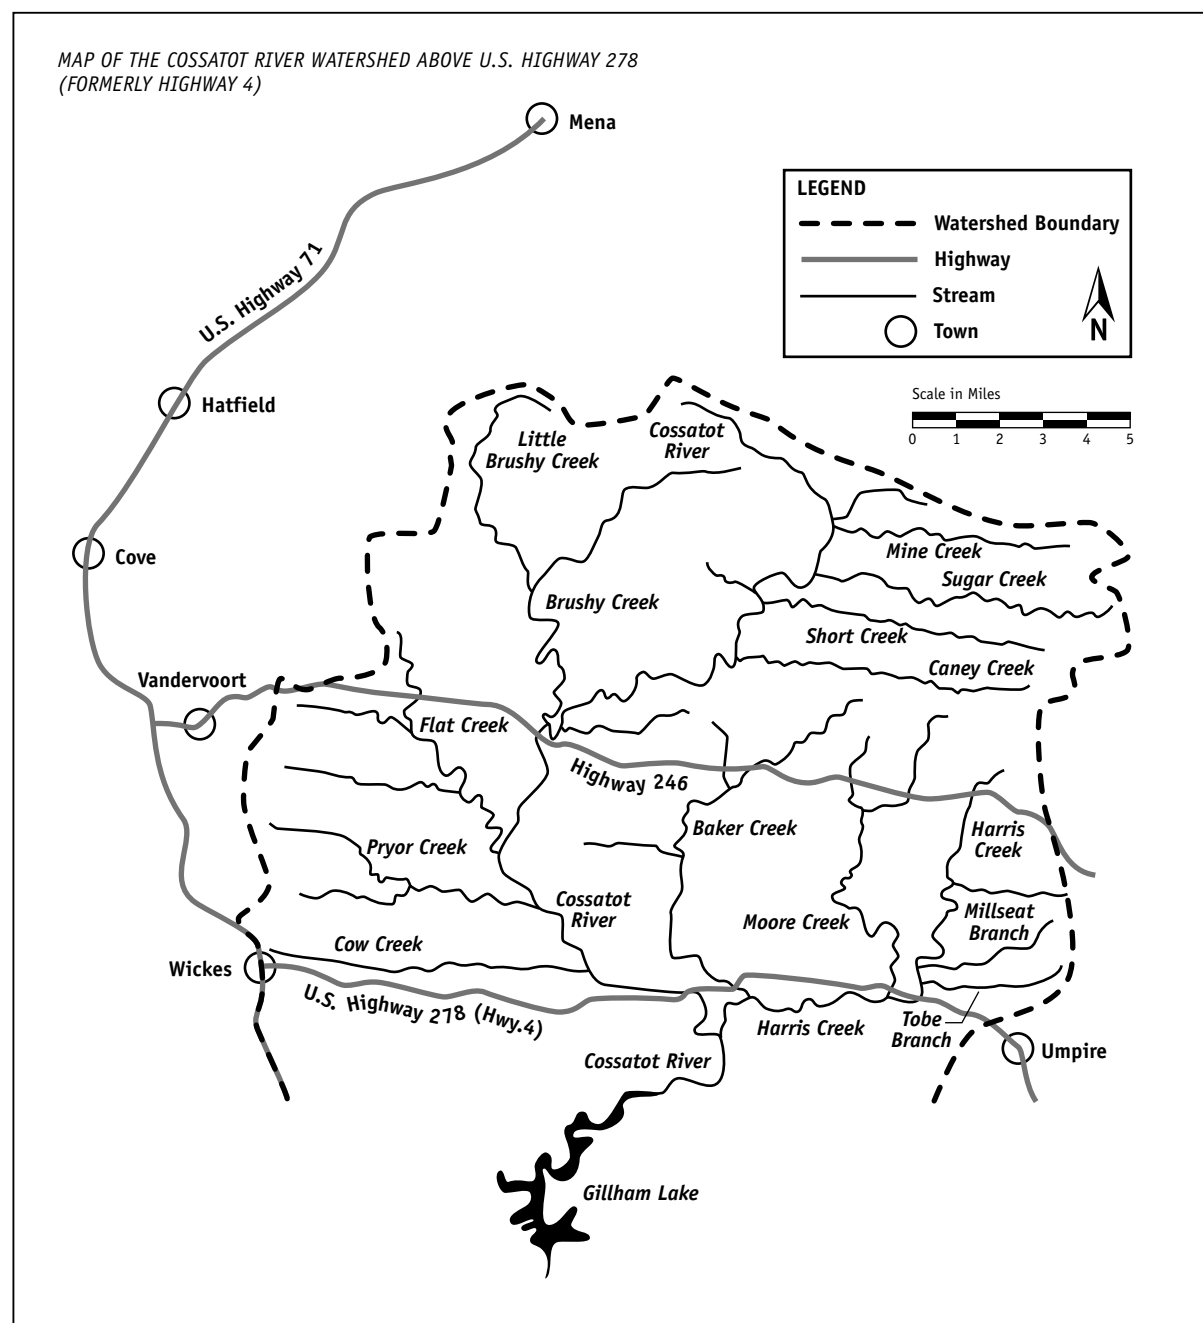 MAP OF THE COSSATOT RIVER WATERSHED ABOVE U.S. HIGHWAY 278
(FORMERLY HIGHWAY 4)
Mena
LEGEND
Watershed Boundary
Highway
Stream
Town
N
U.S. Highway 71
Hatfield
Scale in Miles
0 1 2 3 4 5
Little
Brushy Creek
Cossatot
River
Cove
Mine Creek
Sugar Creek
Brushy Creek
Short Creek
Caney Creek
Vandervoort
Flat Creek
Highway 246
Baker Creek
Harris
Creek
Pryor Creek
Cossatot
River
Moore Creek
Millseat
Branch
Cow Creek
Wickes
U.S. Highway 278 (Hwy.4)
Harris Creek
Tobe
Branch
Umpire
Cossatot River
Gillham Lake